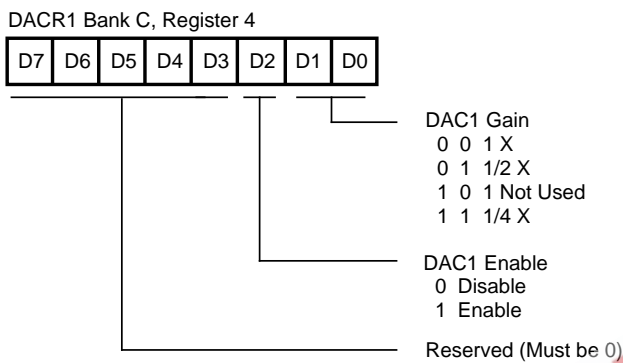 DACR1 Bank C, Register 4
D7 D6 D5 D4 D3 D2 D1 D0
DAC1 Gain
0 0 1 X
0 1 1/2 X
1 0 1 Not Used
1 1 1/4 X
DAC1 Enable
0 Disable
1 Enable
Reserved (Must be 0)